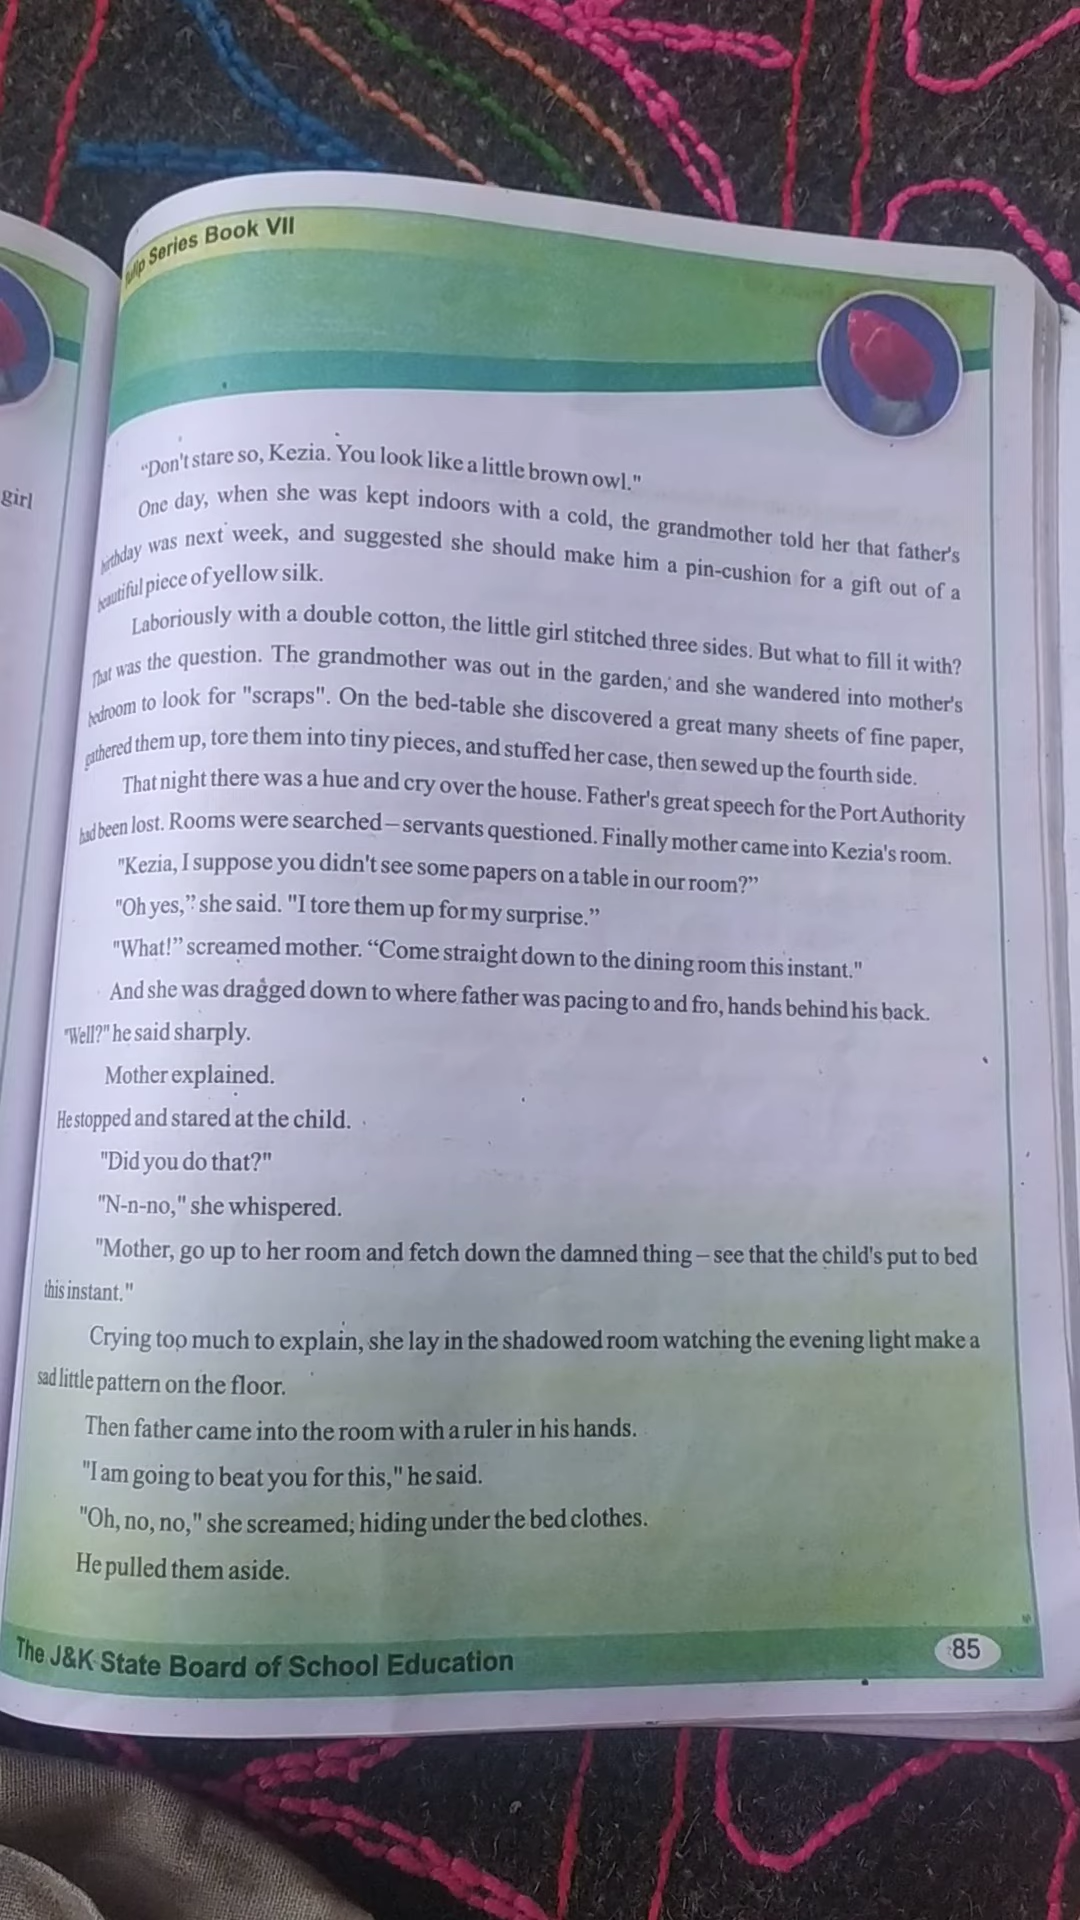 girl
Tulip Series Book VII
“Don't stare so, Kezia. You look like a little brown owl."
One day, when she was kept indoors with a cold, the grandmother told her that father's
birthday was next week, and suggested she should make him a pin-cushion for a gift out of a
beautiful piece of yellow silk.
Laboriously with a double cotton, the little girl stitched three sides. But what to fill it with?
That was the question. The grandmother was out in the garden, and she wandered into mother's
bedroom to look for "scraps". On the bed-table she discovered a great many sheets of fine paper,
gathered them up, tore them into tiny pieces, and stuffed her case, then sewed up the fourth side.
That night there was a hue and cry over the house. Father's great speech for the Port Authority
had been lost. Rooms were searched – servants questioned. Finally mother came into Kezia's room.
"Kezia, I suppose you didn't see some papers on a table in our room?”
"Oh yes,” she said. "I tore them up for my surprise.”
"What!” screamed mother. “Come straight down to the dining room this instant."
And she was dragged down to where father was pacing to and fro, hands behind his back.
"Well?" he said sharply.
Mother explained.
He stopped and stared at the child.
"Did you do that?"
"N-n-no," she whispered.
"Mother, go up to her room and fetch down the damned thing – see that the child's put to bed
this instant."
Crying too much to explain, she lay in the shadowed room watching the evening light make a
sad little pattern on the floor.
Then father came into the room with a ruler in his hands.
"I am going to beat you for this," he said.
"Oh, no, no," she screamed; hiding under the bed clothes.
He pulled them aside.
The J&K State Board of School Education
85